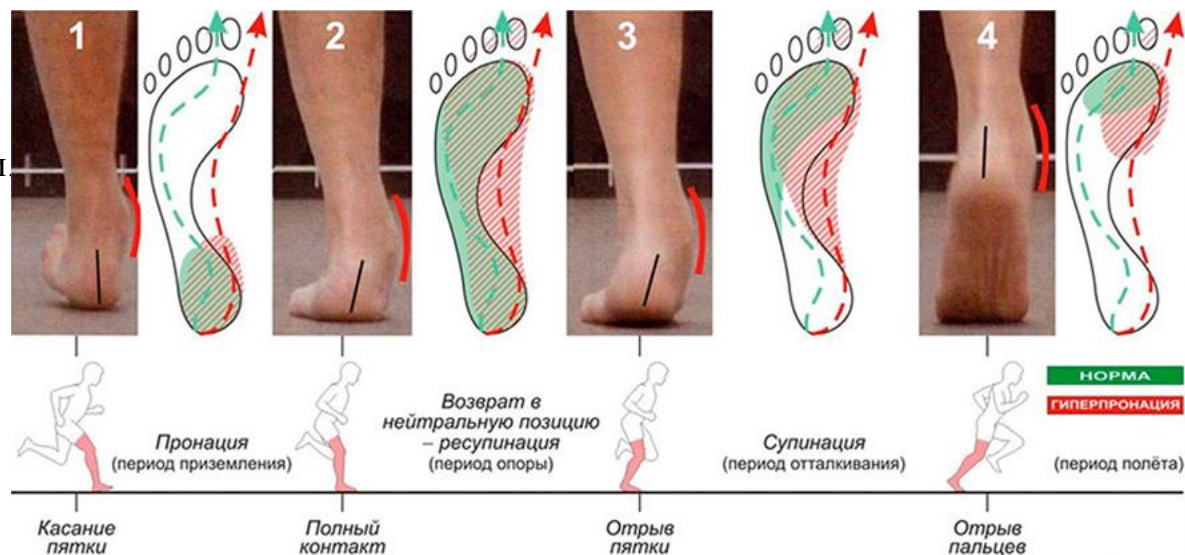 1
2
3
4
НОРМА
ГИПЕРПРОНАЦИЯ
Пронация
(период приземления)
Возврат в
нейтральную позицию
– ресупинация
(период опоры)
Супинация
(период отталкивания)
(период полёта)
Касание
пятки
Полный
контакт
Отрыв
пятки
Отрыв
пальцев